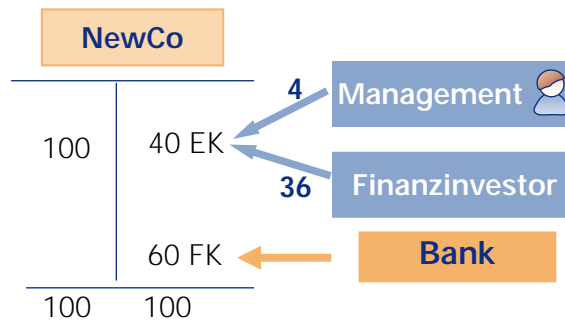 NewCo
4
Management
100
40 EK
36
Finanzinvestor
60 FK
Bank
100 100